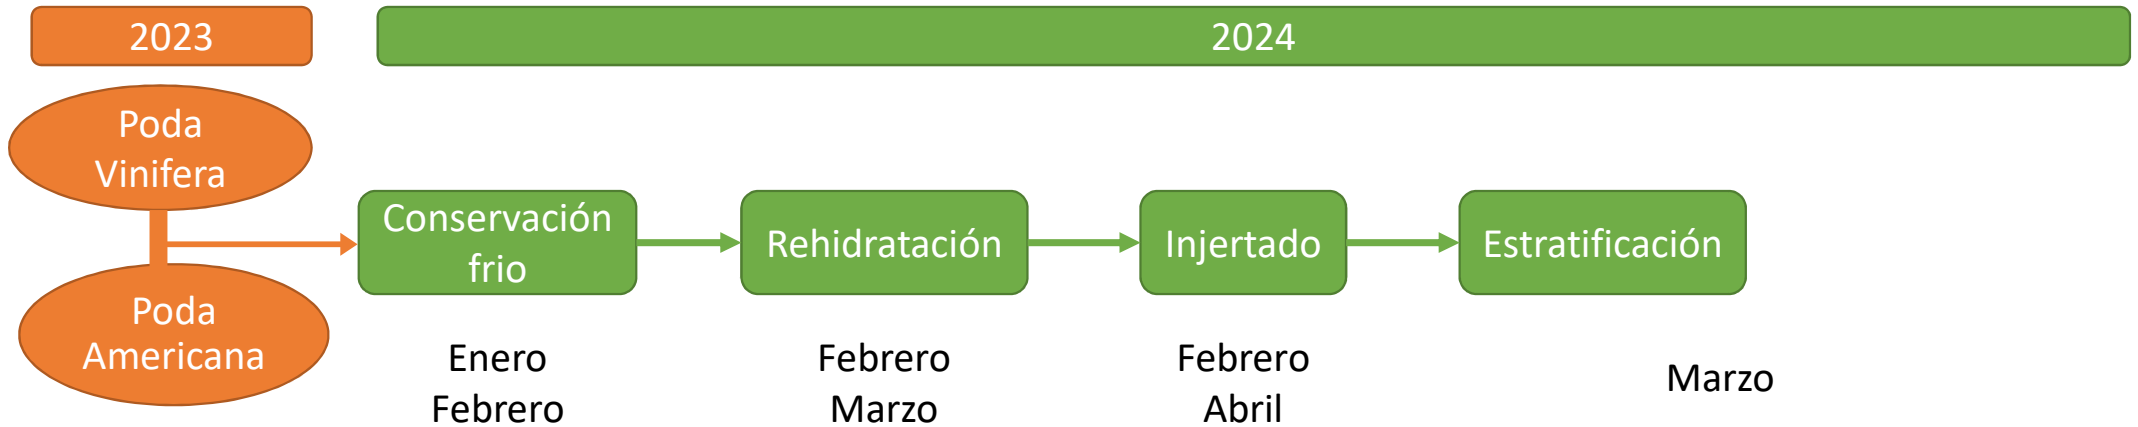 2023
2024
Poda
Vinifera
Poda
Americana
Conservación
frio
Rehidratación
Injertado
Estratificación
Enero
Febrero
Febrero
Marzo
Febrero
Abril
Marzo